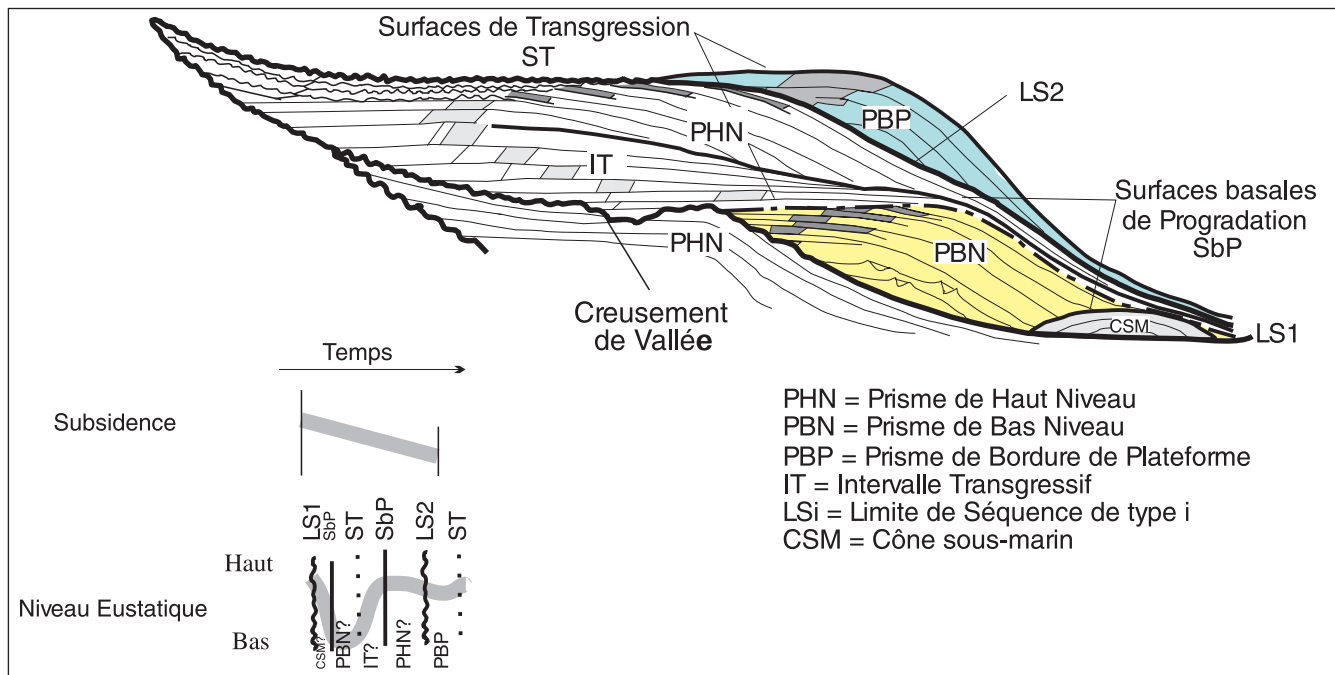 Surfaces de Transgression
ST
LS2
PBP
PHN
IT
Surfaces basales
de Progradation
SbP
PHN
PBN
Creusement
de Vallée
CSM
LS1
Temps
Subsidence
PHN = Prisme de Haut Niveau
PBN = Prisme de Bas Niveau
PBP = Prisme de Bordure de Plateforme
IT = Intervalle Transgressif
LSi = Limite de Séquence de type i
CSM = Cône sous-marin
LS1
SbP
ST
SbP
LS2
ST
Haut
Niveau Eustatique
Bas
CSM?
PBN?
IT?
PHN?
PBP